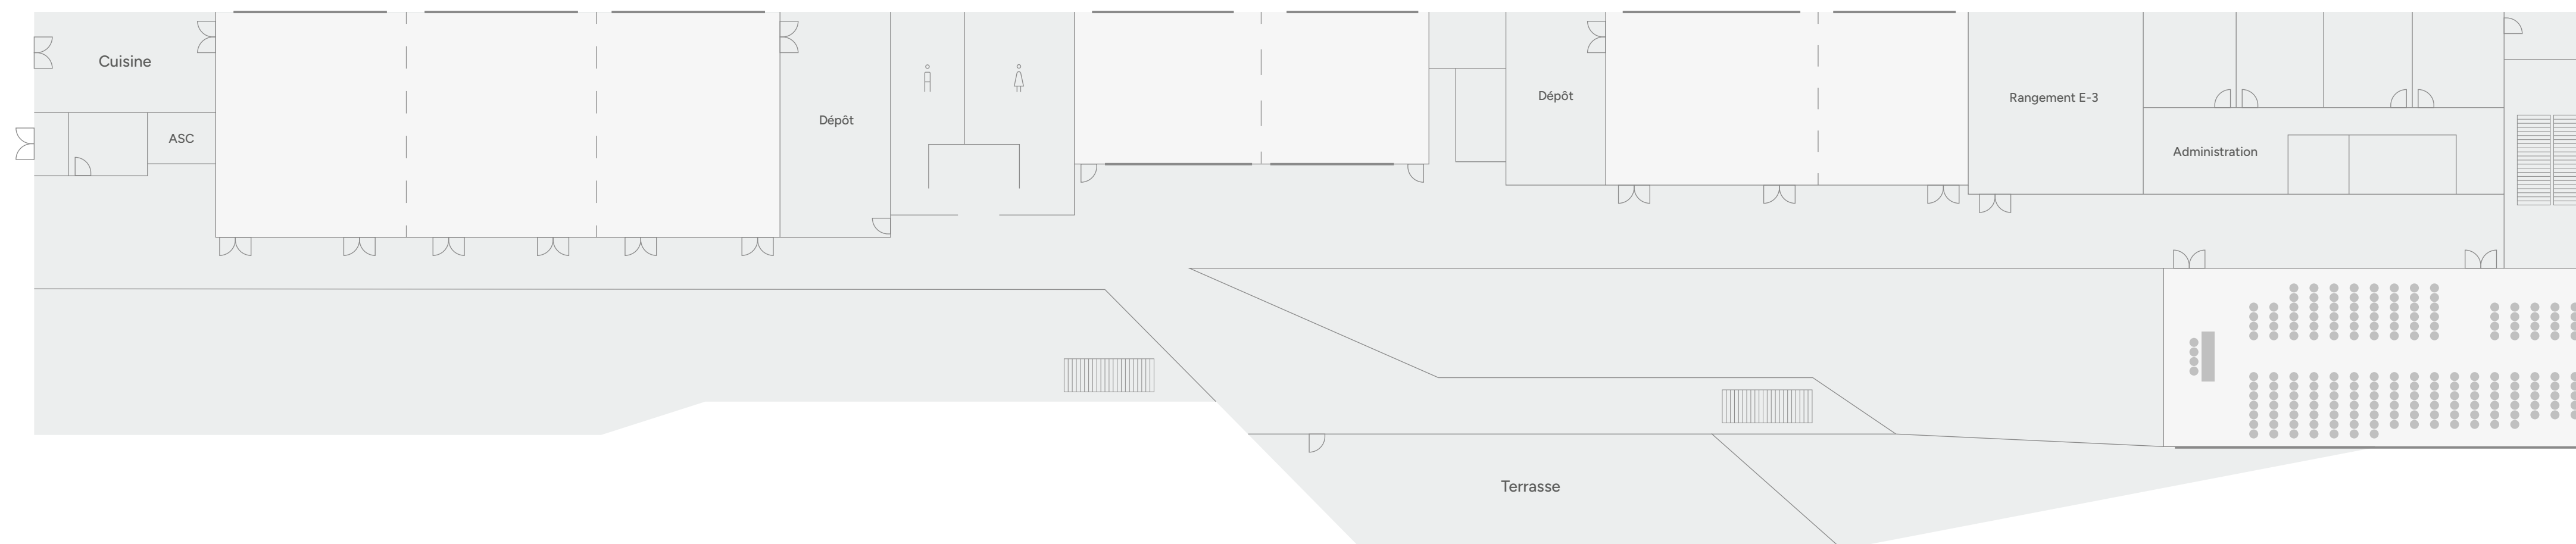 Cuisine
ASC
Dépôt
Dépôt
Rangement E-3
Administration
Terrasse